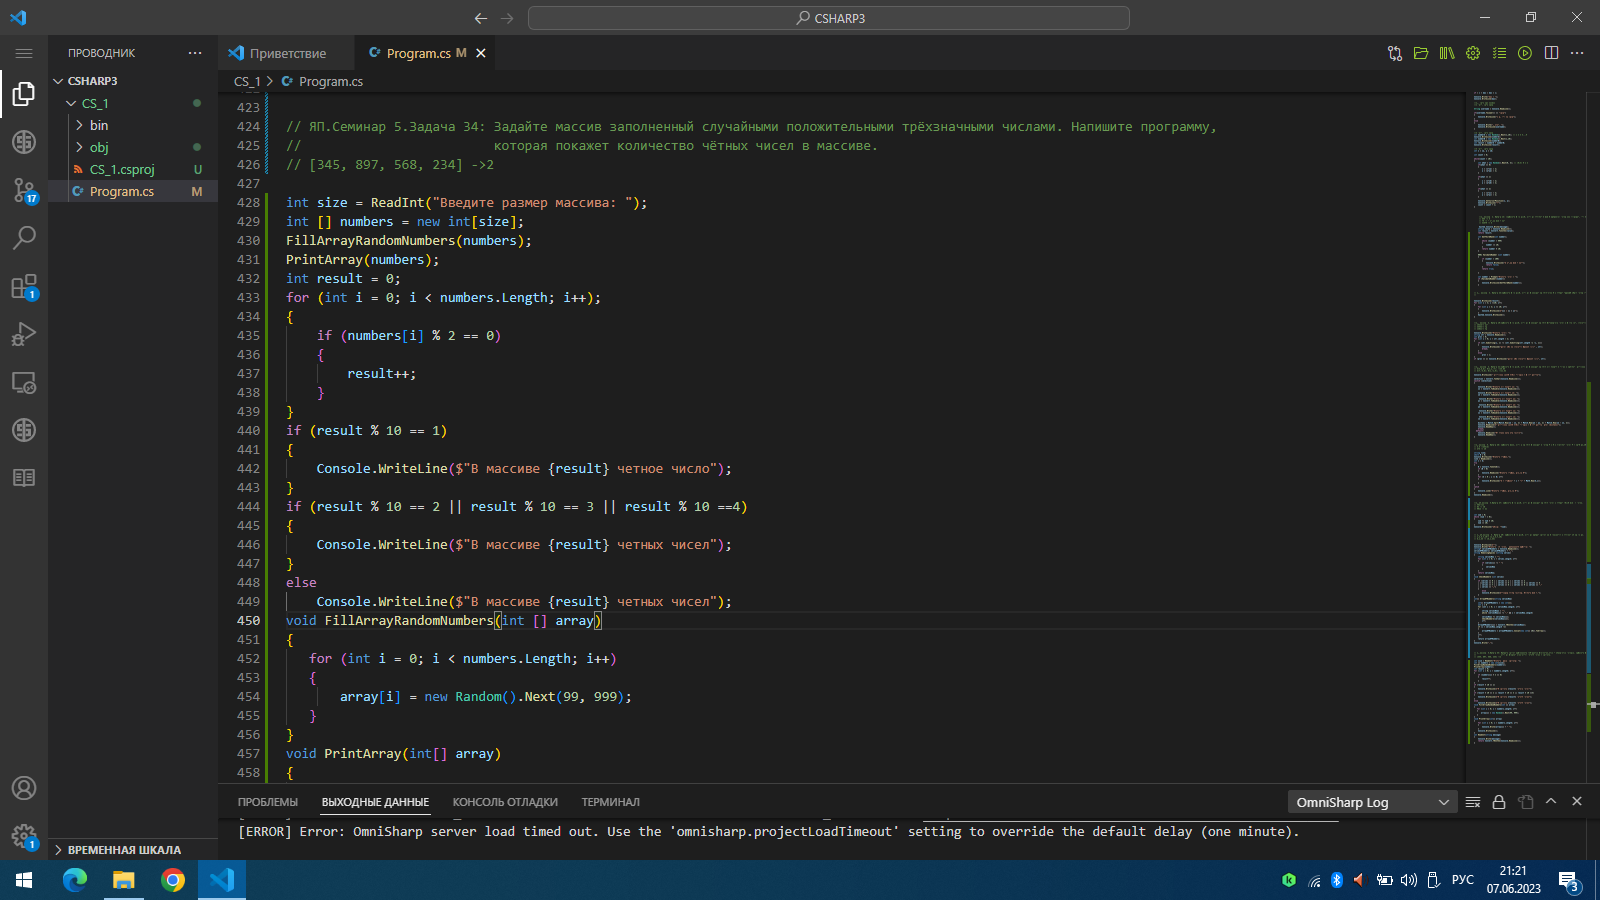 CSHARP3
ПРОВОДНИК
Приветствие
Program.cs M
CSHARP3
CS_1
bin
obj
CS_1.csproj U
Program.cs M
17
1
1
CS_1 > Program.cs
423
424 // ЯП.Семинар 5.Задача 34: Задайте массив заполненный случайными положительными трёхзначными числами. Напишите программу,
425 // которая покажет количество чётных чисел в массиве.
426 // [345, 897, 568, 234] ->2
427
428 int size = ReadInt("Введите размер массива: ");
429 int [] numbers = new int[size];
430 FillArrayRandomNumbers(numbers);
431 PrintArray(numbers);
432 int result = 0;
433 for (int i = 0; i < numbers.Length; i++);
434 {
435 if (numbers[i] % 2 == 0)
436 {
437 result++;
438 }
439 }
440 if (result % 10 == 1)
441 {
442 Console.WriteLine($"В массиве {result} четное число");
443 }
444 if (result % 10 == 2 || result % 10 == 3 || result % 10 ==4)
445 {
446 Console.WriteLine($"В массиве {result} четных чисел");
447 }
448 else
449 Console.WriteLine($"В массиве {result} четных чисел");
450 void FillArrayRandomNumbers(int [] array)
451 {
452 for (int i = 0; i < numbers.Length; i++)
453 {
454 array[i] = new Random().Next(99, 999);
455 }
456 }
457 void PrintArray(int[] array)
458 {
ПРОБЛЕМЫ
ВЫХОДНЫЕ ДАННЫЕ
КОНСОЛЬ ОТЛАДКИ
ТЕРМИНАЛ
OmniSharp Log
[ERROR] Error: OmniSharp server load timed out. Use the 'omnisharp.projectLoadTimeout' setting to override the default delay (one minute).
ВРЕМЕННАЯ ШКАЛА
РУС
21:21
07.06.2023
3